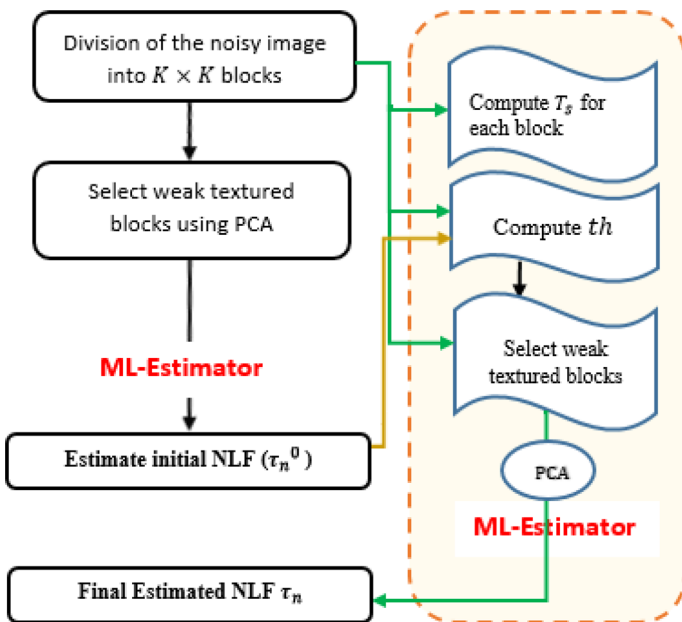 Division of the noisy image
into K × K blocks
Select weak textured
blocks using PCA
ML-Estimator
Estimate initial NLF (τₙ⁰ )
Final Estimated NLF τₙ
Compute Tₛ for
each block
Compute th
Select weak
textured blocks
PCA
ML-Estimator